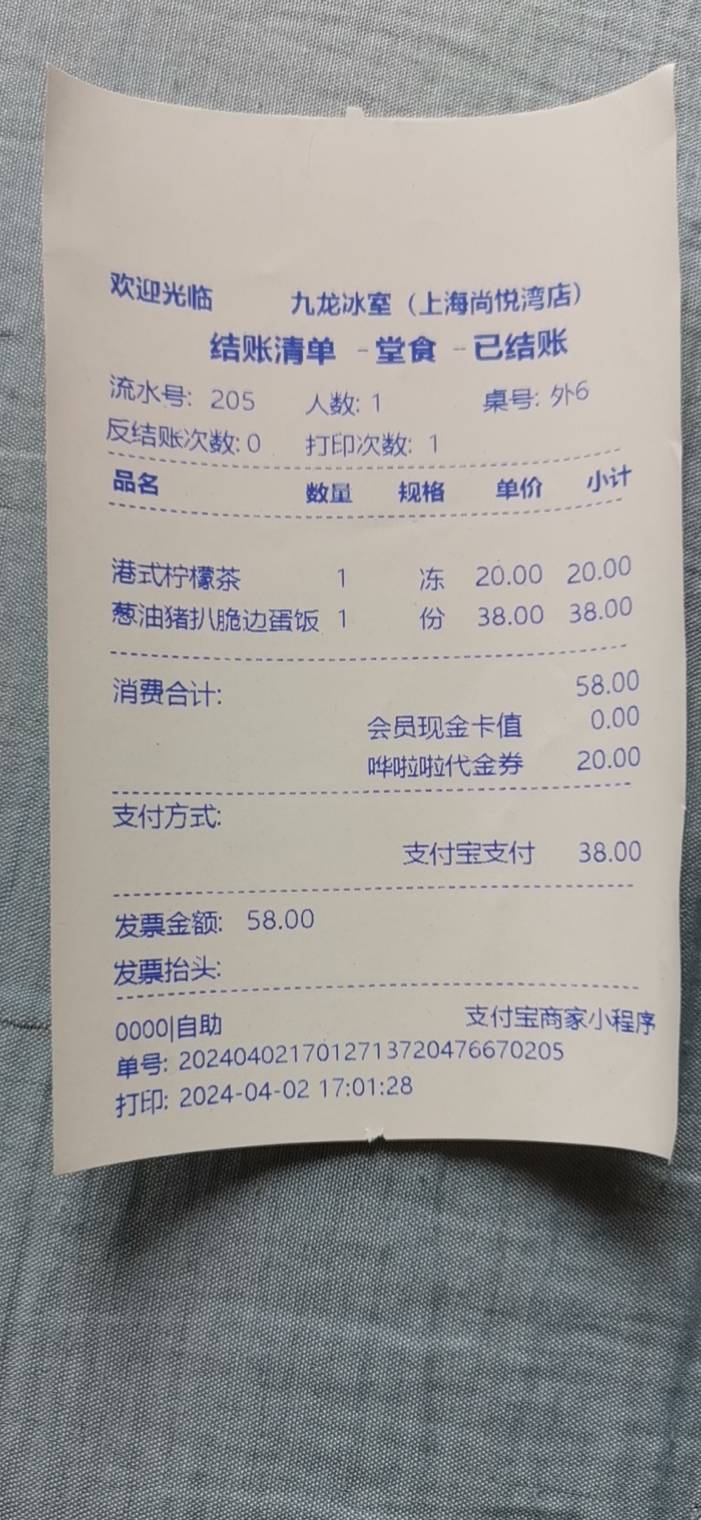 欢迎光临 九龙冰室（上海尚悦湾店）
结账清单 -堂食 -已结账
流水号: 205 人数: 1 桌号: 外6
反结账次数: 0 打印次数: 1
品名 数量 规格 单价 小计
港式柠檬茶 1 冻 20.00 20.00
葱油猪扒脆边蛋饭 1 份 38.00 38.00
消费合计: 58.00
会员现金卡值 0.00
哗啦啦代金券 20.00
支付方式:
支付宝支付 38.00
发票金额: 58.00
发票抬头:
0000|自助 支付宝商家小程序
单号: 2024040217012713720476670205
打印: 2024-04-02 17:01:28